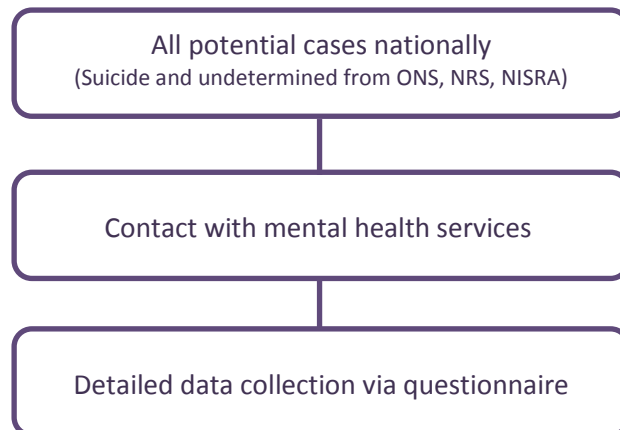 All potential cases nationally
(Suicide and undetermined from ONS, NRS, NISRA)
Contact with mental health services
Detailed data collection via questionnaire